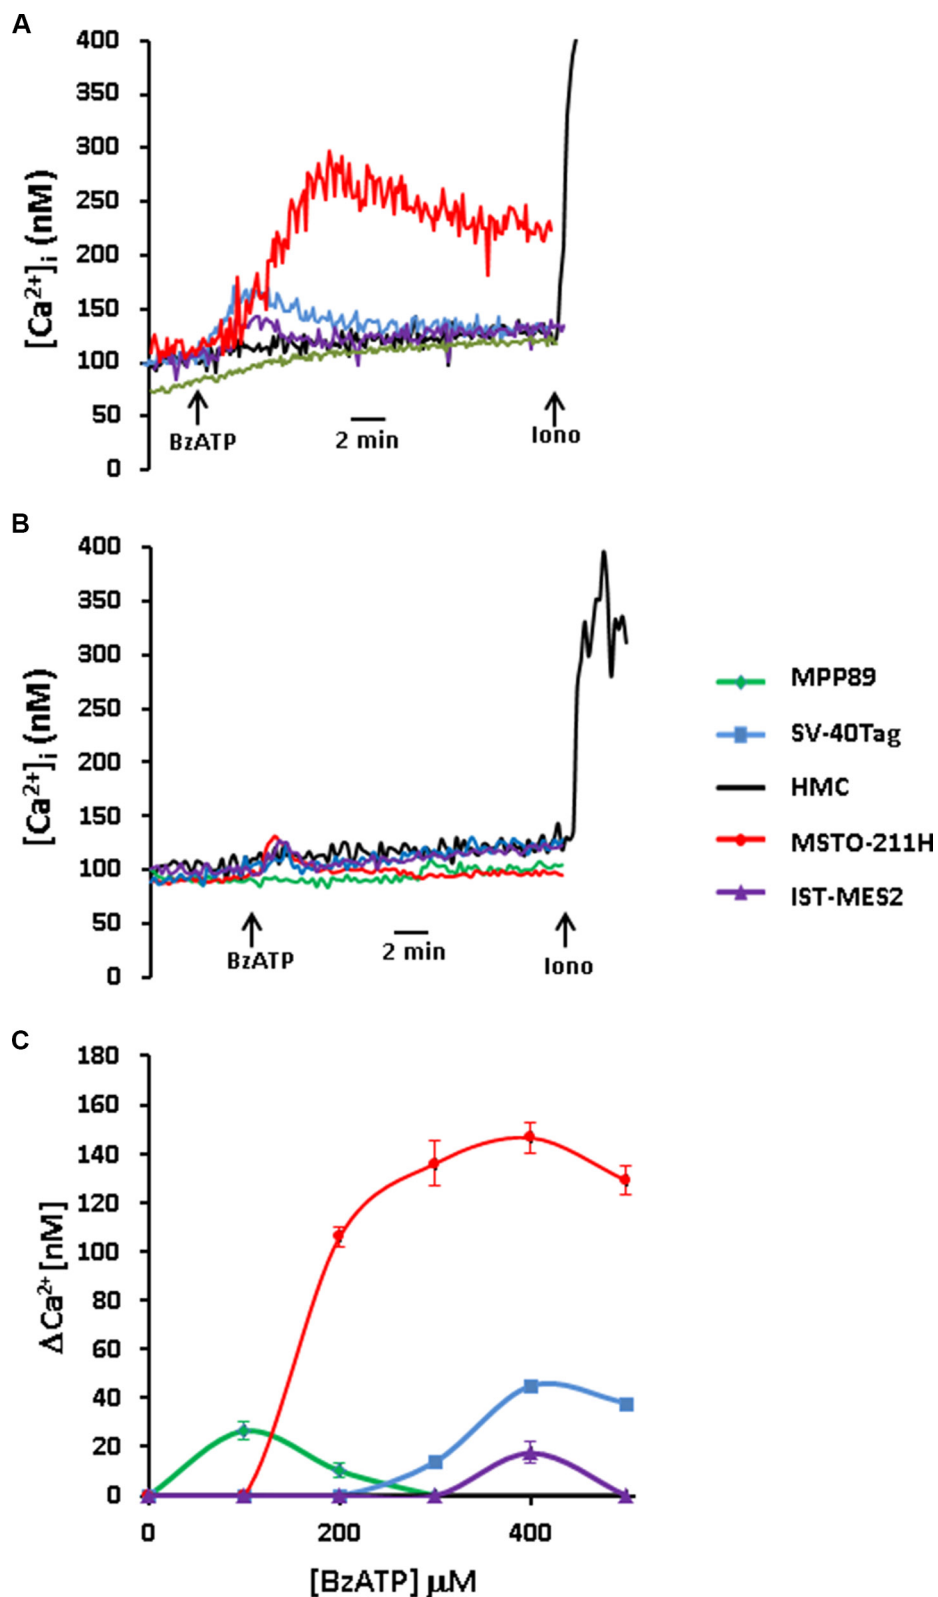 A
400
350
300
250
200
150
100
50
0
[Ca²⁺]ᵢ (nM)
BzATP
2 min
Iono
B
400
350
300
250
200
150
100
50
0
[Ca²⁺]ᵢ (nM)
BzATP
2 min
Iono
MPP89
SV-40Tag
HMC
MSTO-211H
IST-MES2
C
180
160
140
120
100
80
60
40
20
0
ΔCa²⁺ [nM]
0 200 400
[BzATP] μM